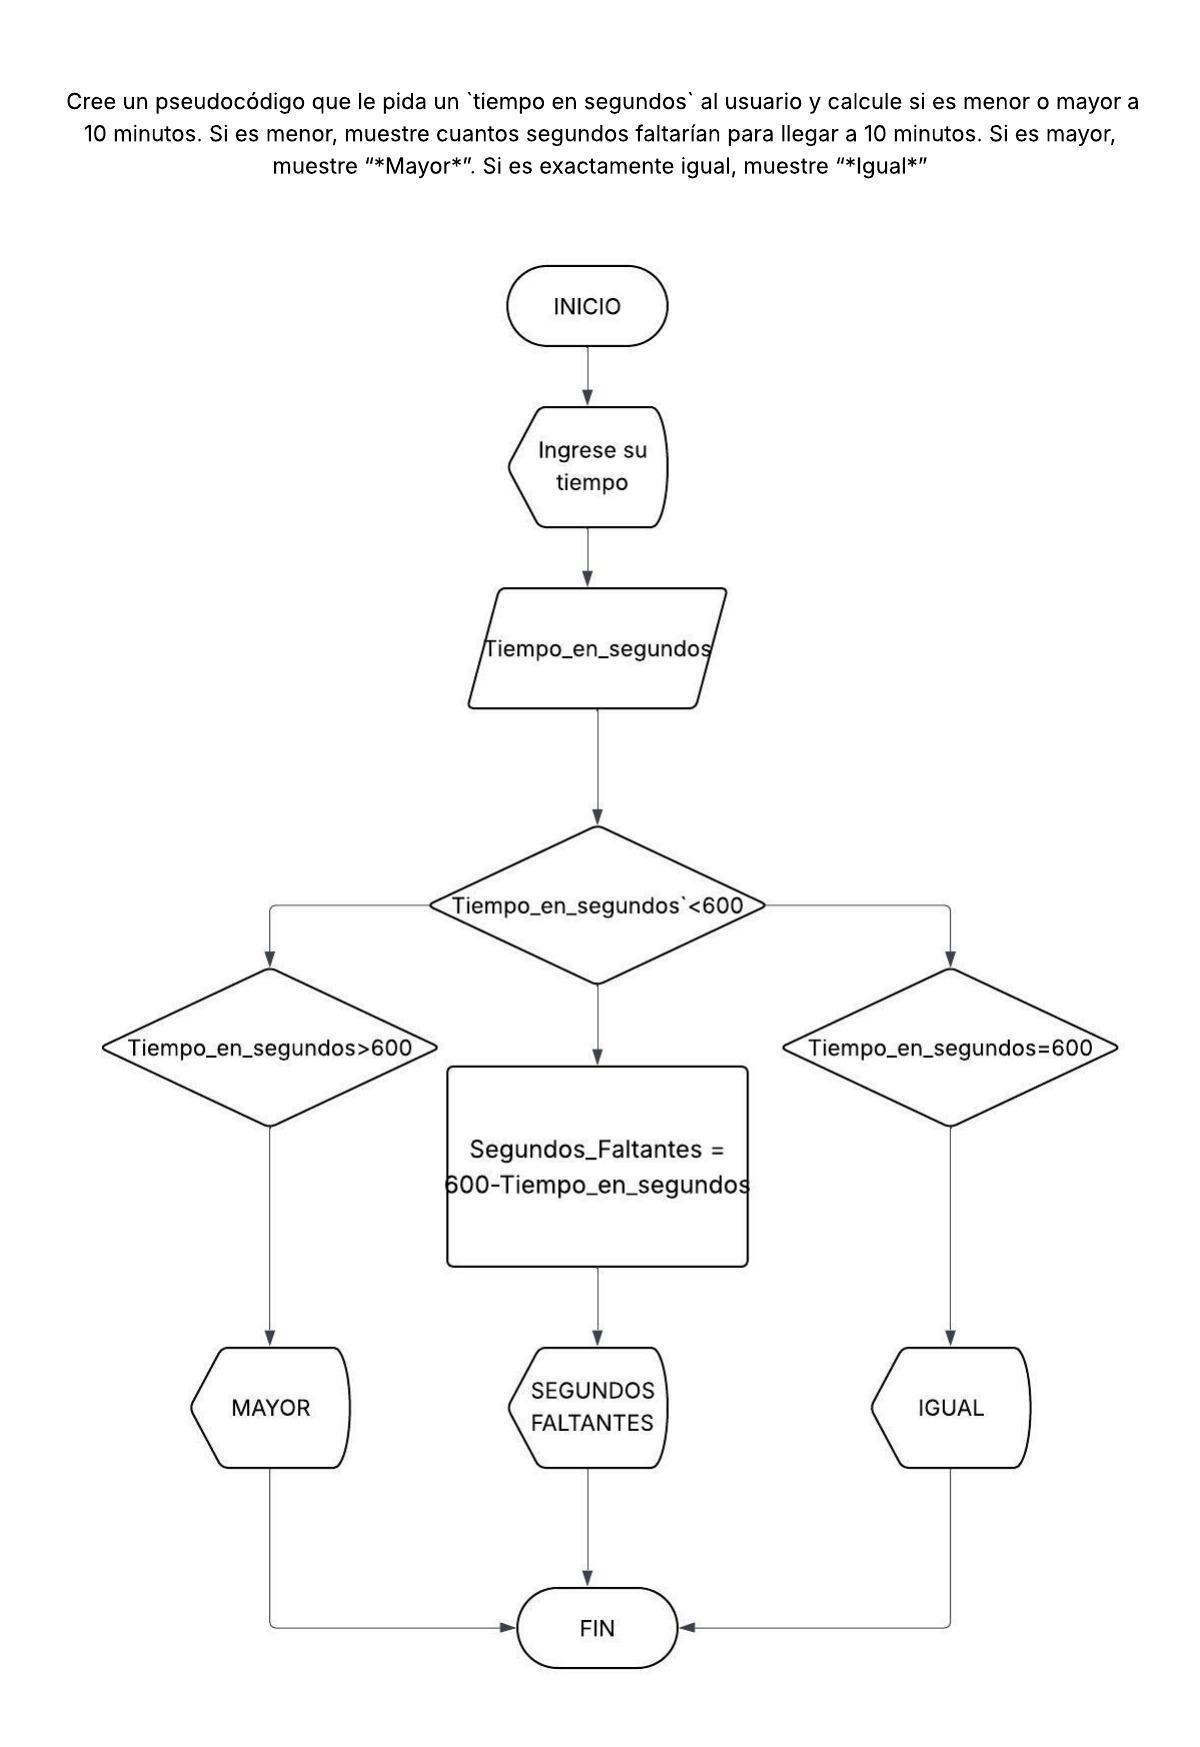 Cree un pseudocódigo que le pida un `tiempo en segundos` al usuario y calcule si es menor o mayor a
10 minutos. Si es menor, muestre cuantos segundos faltarían para llegar a 10 minutos. Si es mayor,
muestre “*Mayor*”. Si es exactamente igual, muestre “*Igual*”
INICIO
Ingrese su
tiempo
Tiempo_en_segundos
Tiempo_en_segundos`<600
Tiempo_en_segundos>600
Tiempo_en_segundos=600
Segundos_Faltantes =
600-Tiempo_en_segundos
MAYOR
SEGUNDOS
FALTANTES
IGUAL
FIN